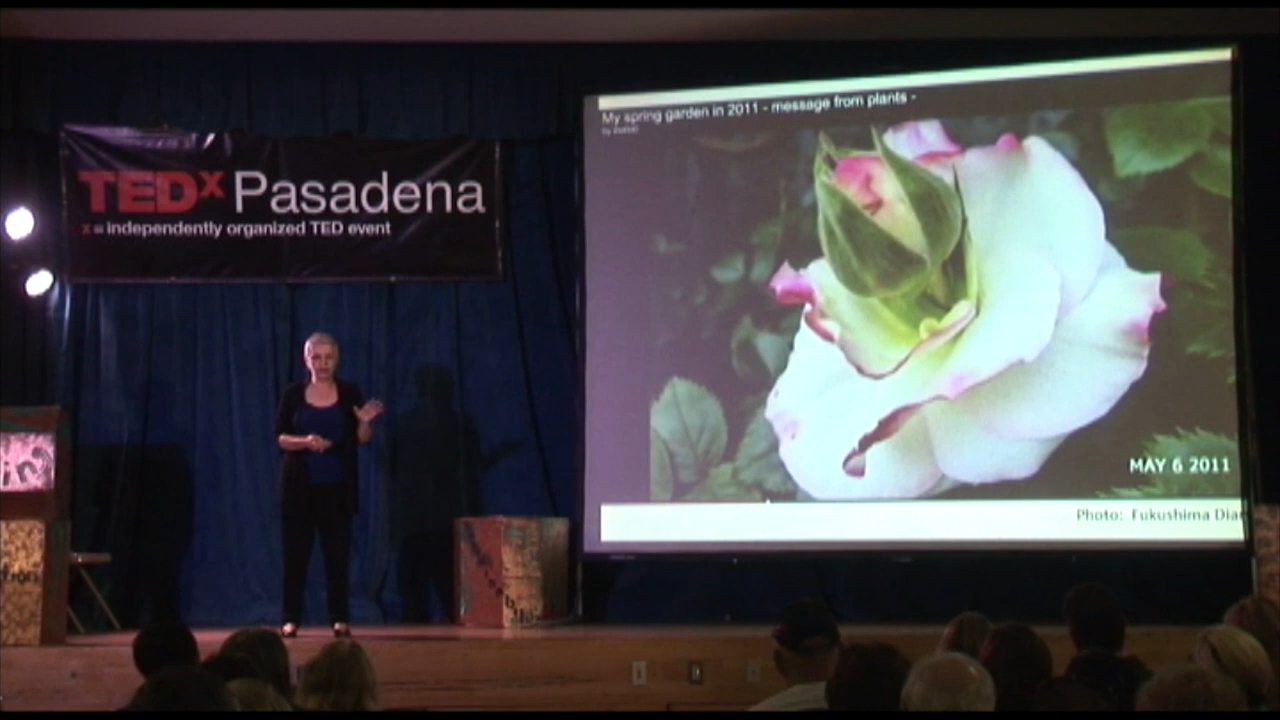 TEDx Pasadena
x = independently organized TED event
My spring garden in 2011 - message from plants -
MAY 6 2011
Photo: Fukushima Diar